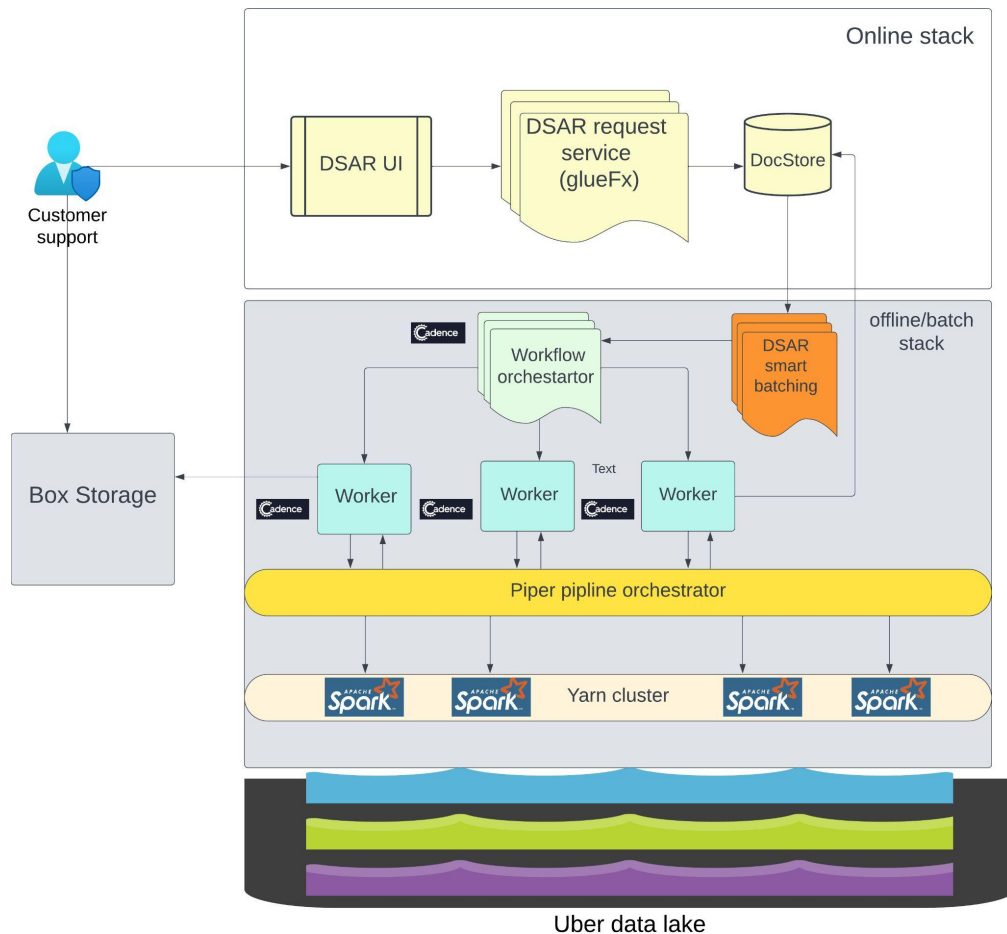 Online stack
DSAR UI
DSAR request
service
(glueFx)
DocStore
Customer
support
offline/batch
stack
Cadence
Workflow
orchestartor
DSAR
smart
batching
Box Storage
Worker
Worker
Text
Worker
Cadence
Cadence
Cadence
Piper pipline orchestrator
APACHE
Spark
APACHE
Spark
Yarn cluster
APACHE
Spark
APACHE
Spark
Uber data lake